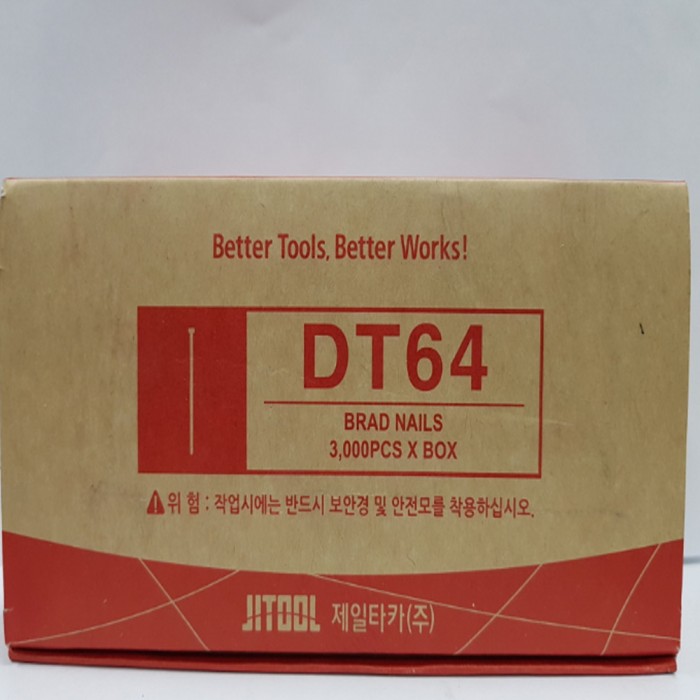 Better Tools, Better Works!
DT64
BRAD NAILS
3,000PCS X BOX
위 험 : 작업시에는 반드시 보안경 및 안전모를 착용하십시오.
JITOOL 제일타카(주)